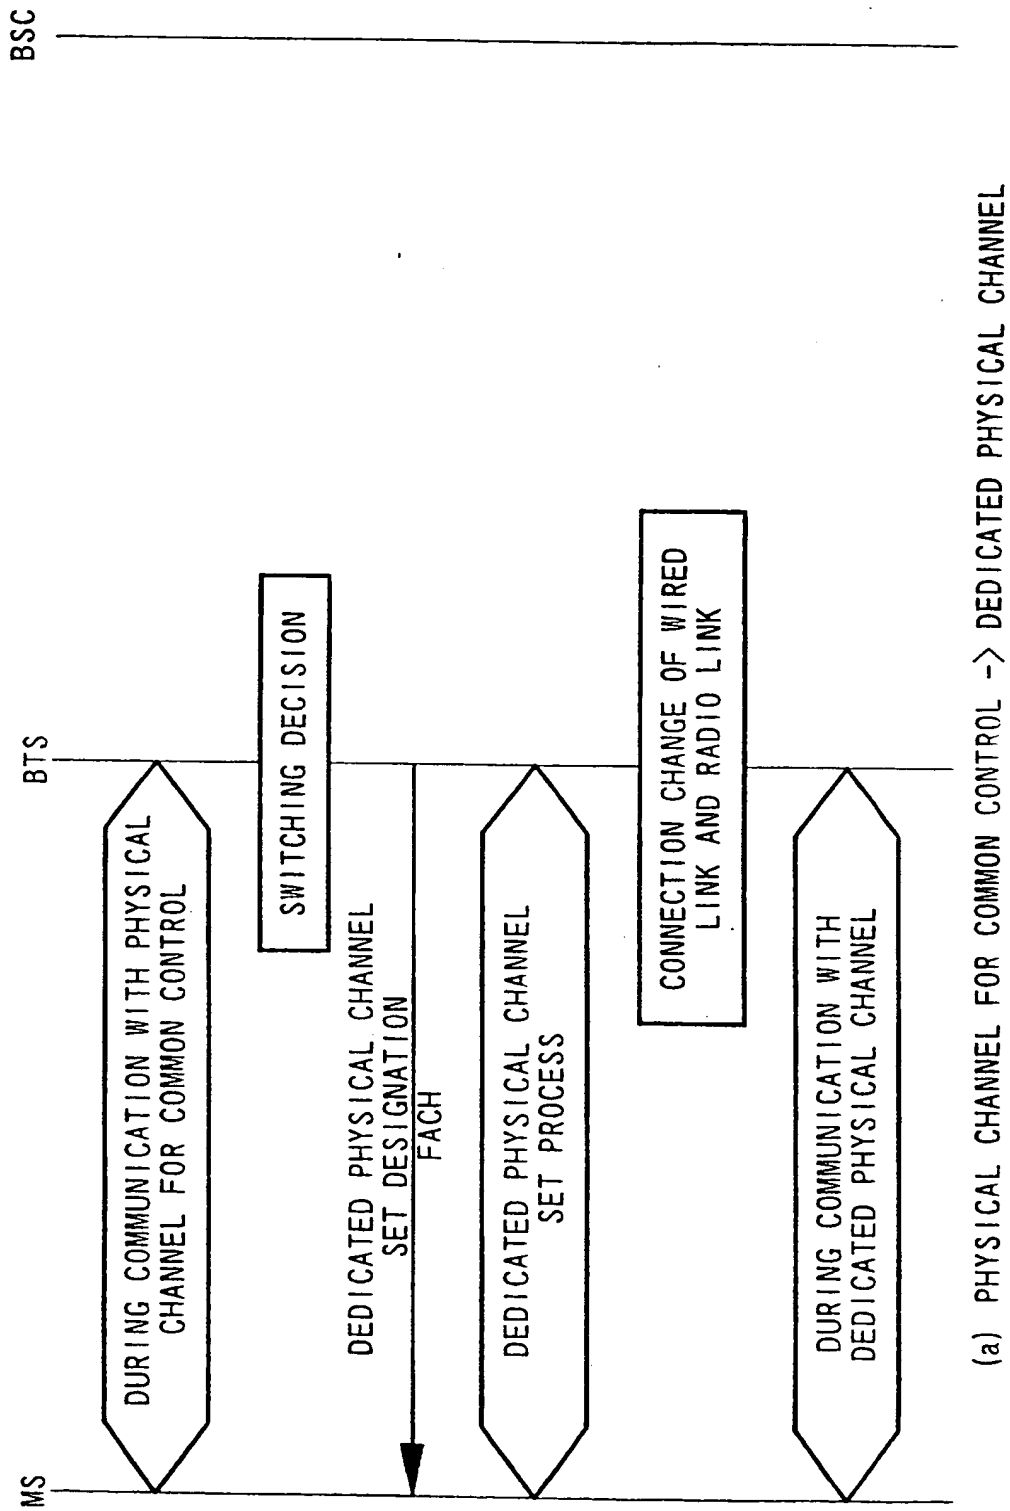 MS
BTS
BSC
DURING COMMUNICATION WITH PHYSICAL
CHANNEL FOR COMMON CONTROL
SWITCHING DECISION
DEDICATED PHYSICAL CHANNEL
SET DESIGNATION
FACH
DEDICATED PHYSICAL CHANNEL
SET PROCESS
CONNECTION CHANGE OF WIRED
LINK AND RADIO LINK
DURING COMMUNICATION WITH
DEDICATED PHYSICAL CHANNEL
(a) PHYSICAL CHANNEL FOR COMMON CONTROL -> DEDICATED PHYSICAL CHANNEL